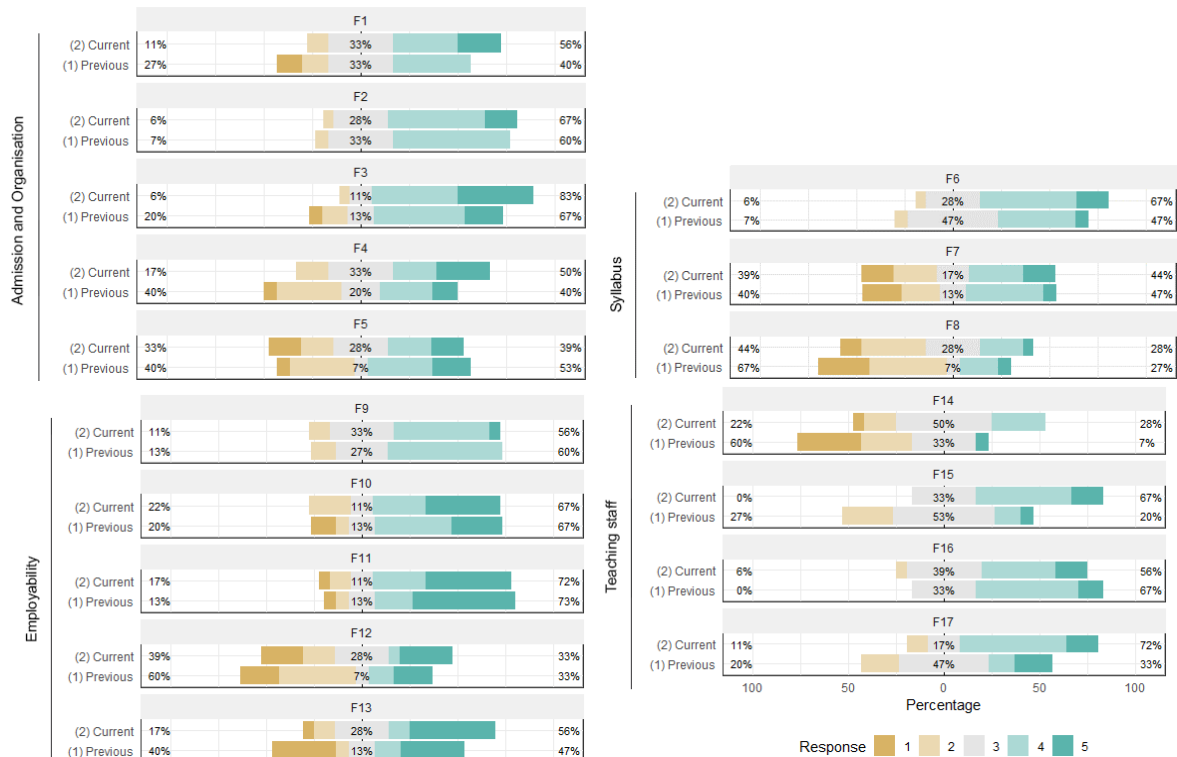 Admission and Organisation
F1
(2) Current 11% 33% 56%
(1) Previous 27% 33% 40%
F2
(2) Current 6% 28% 67%
(1) Previous 7% 33% 60%
F3
(2) Current 6% 11% 83%
(1) Previous 20% 13% 67%
F4
(2) Current 17% 33% 50%
(1) Previous 40% 20% 40%
F5
(2) Current 33% 28% 39%
(1) Previous 40% 7% 53%
Employability
F9
(2) Current 11% 33% 56%
(1) Previous 13% 27% 60%
F10
(2) Current 22% 11% 67%
(1) Previous 20% 13% 67%
F11
(2) Current 17% 11% 72%
(1) Previous 13% 13% 73%
F12
(2) Current 39% 28% 33%
(1) Previous 60% 7% 33%
F13
(2) Current 17% 28% 56%
(1) Previous 40% 13% 47%
Syllabus
F6
(2) Current 6% 28% 67%
(1) Previous 7% 47% 47%
F7
(2) Current 39% 17% 44%
(1) Previous 40% 13% 47%
F8
(2) Current 44% 28% 28%
(1) Previous 67% 7% 27%
Teaching staff
F14
(2) Current 22% 50% 28%
(1) Previous 60% 33% 7%
F15
(2) Current 0% 33% 67%
(1) Previous 27% 53% 20%
F16
(2) Current 6% 39% 56%
(1) Previous 0% 33% 67%
F17
(2) Current 11% 17% 72%
(1) Previous 20% 47% 33%
100 50 0 50 100
Percentage
Response 1 2 3 4 5